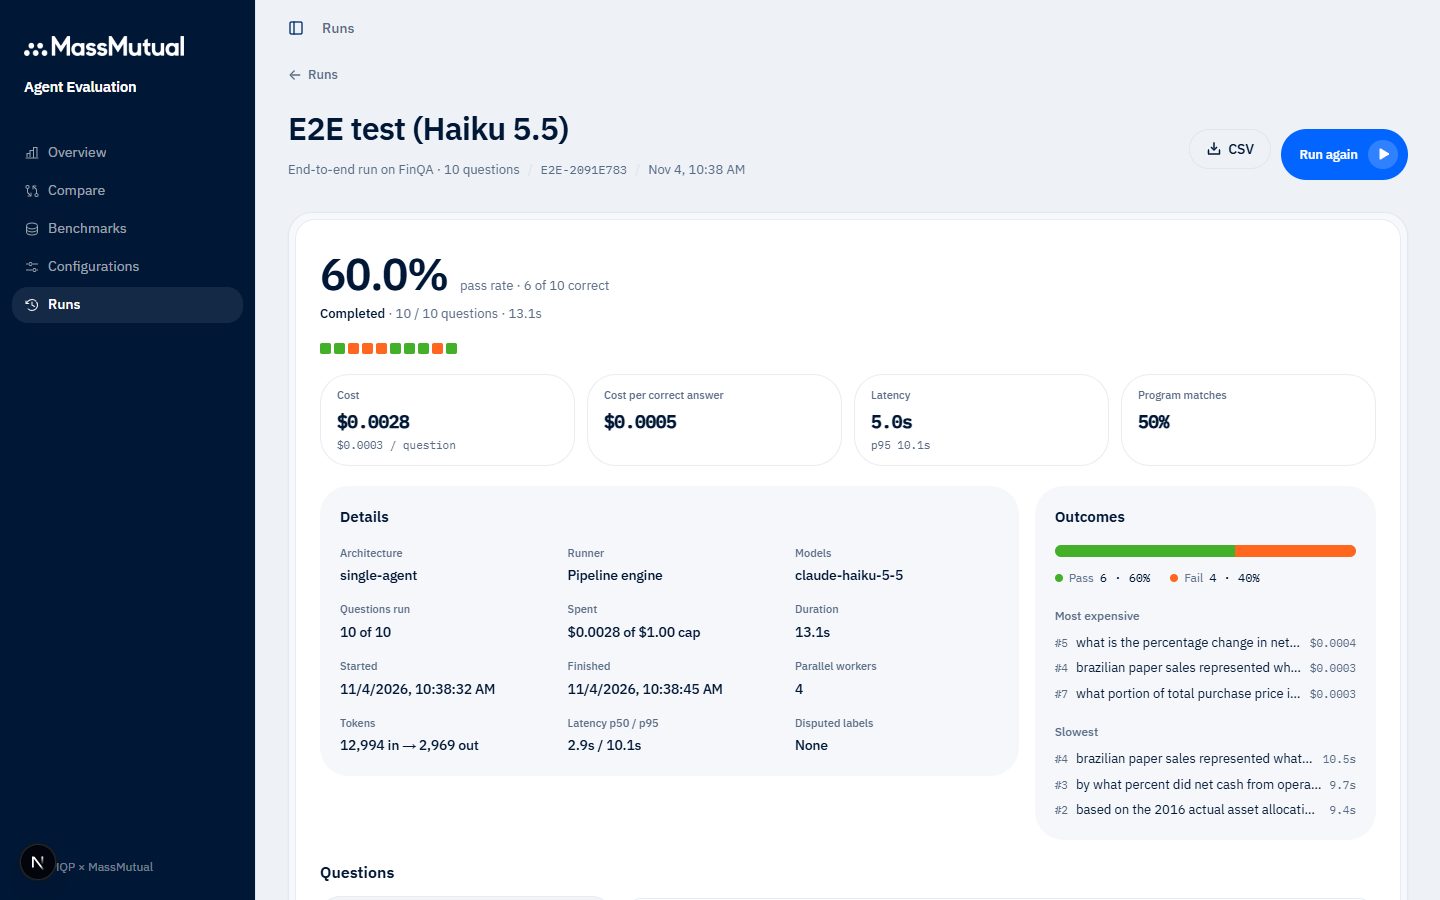 MassMutual
Agent Evaluation
Overview
Compare
Benchmarks
Configurations
Runs
N
IQP × MassMutual
Runs
← Runs
E2E test (Haiku 5.5)
End-to-end run on FinQA · 10 questions / E2E-2091E783 / Nov 4, 10:38 AM
CSV
Run again
60.0% pass rate · 6 of 10 correct
Completed · 10 / 10 questions · 13.1s
Cost
$0.0028
$0.0003 / question
Cost per correct answer
$0.0005
Latency
5.0s
p95 10.1s
Program matches
50%
Details
Architecture
single-agent
Runner
Pipeline engine
Models
claude-haiku-5-5
Questions run
10 of 10
Spent
$0.0028 of $1.00 cap
Duration
13.1s
Started
11/4/2026, 10:38:32 AM
Finished
11/4/2026, 10:38:45 AM
Parallel workers
4
Tokens
12,994 in → 2,969 out
Latency p50 / p95
2.9s / 10.1s
Disputed labels
None
Outcomes
Pass 6 · 60% Fail 4 · 40%
Most expensive
#5 what is the percentage change in net... $0.0004
#4 brazilian paper sales represented wh... $0.0003
#7 what portion of total purchase price i... $0.0003
Slowest
#4 brazilian paper sales represented what... 10.5s
#3 by what percent did net cash from opera... 9.7s
#2 based on the 2016 actual asset allocati... 9.4s
Questions